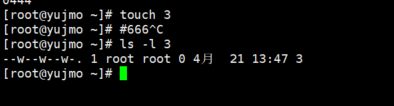 0444
[root@yujmo ~]# touch 3
[root@yujmo ~]# #666^C
[root@yujmo ~]# ls -l 3
--w--w--w-. 1 root root 0 4月  21 13:47 3
[root@yujmo ~]#